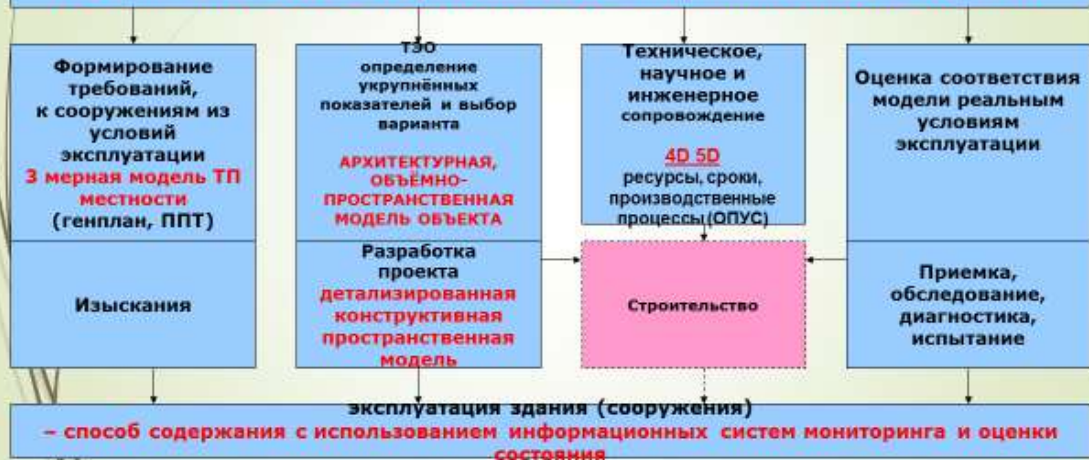 Формирование
требований,
к сооружениям из
условий
эксплуатации
3 мерная модель ТП
местности
(генплан, ППТ)
Изыскания
ТЭО
определение
укрупнённых
показателей и выбор
варианта
АРХИТЕКТУРНАЯ,
ОБЪЁМНО-
ПРОСТРАНСТВЕННАЯ
МОДЕЛЬ ОБЪЕКТА
Разработка
проекта
детализированная
конструктивная
пространственная
модель
Техническое,
научное и
инженерное
сопровождение
4D 5D
ресурсы, сроки,
производственные
процессы (ОПУС)
Строительство
Оценка соответствия
модели реальным
условиям
эксплуатации
Приемка,
обследование,
диагностика,
испытание
эксплуатация здания (сооружения)
– способ содержания с использованием информационных систем мониторинга и оценки
состояния